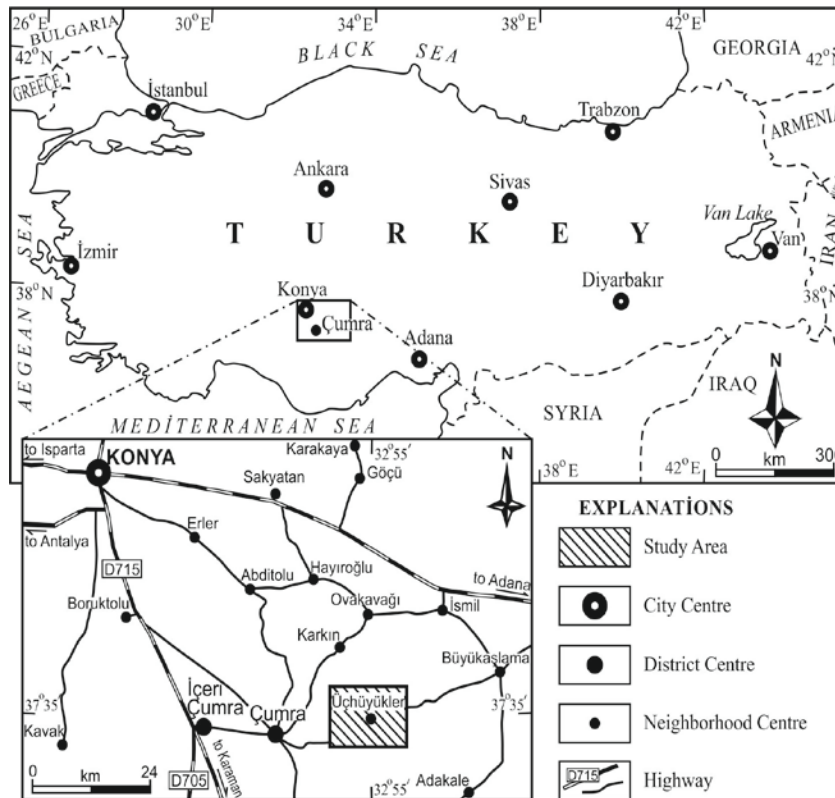 26°E
30°E
34°E
38°E
42°E
BULGARIA
BLACK SEA
GEORGIA
42°N
42°N
GREECE
İstanbul
Trabzon
ARMENIA
Ankara
Sivas
Van Lake
TURKEY
Van
IRAN
AEGEAN SEA
İzmir
38°N
Diyarbakır
38°N
Konya
Çumra
Adana
N
IRAQ
SYRIA
MEDİTERRANEAN SEA
38°E
42°E
0 km 300
to Isparta
KONYA
Karakaya
32°55'
N
Sakyatan
Göçü
Erler
to Antalya
D715
Abditolu
Hayıroğlu
to Adana
Boruktolu
Ovakavağı
İsmil
Karkın
Büyükaşlama
37°35'
İçeri
Çumra
Çumra
Üçhüyükler
37°35'
Kavak
to Karaman
0 km 24
D705
32°55'
Adakale
EXPLANATİONS
Study Area
City Centre
District Centre
Neighborhood Centre
D715
Highway